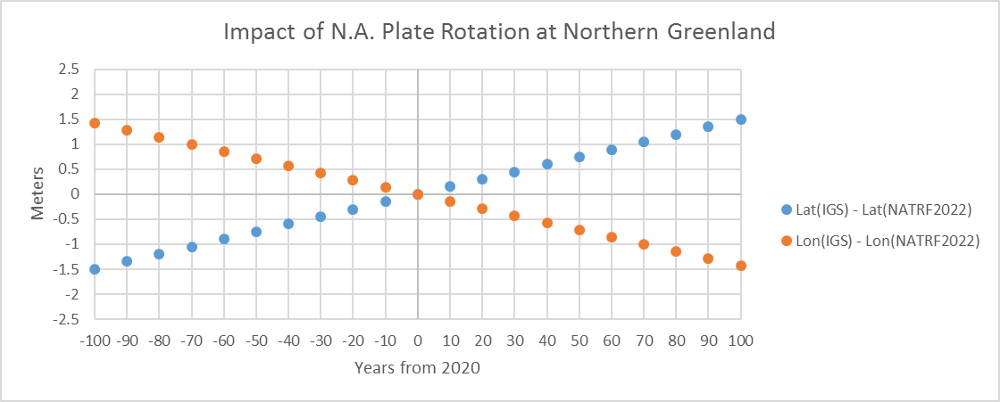 Impact of N.A. Plate Rotation at Northern Greenland
2.5
2
1.5
1
0.5
0
-0.5
-1
-1.5
-2
-2.5
Meters
-100 -90 -80 -70 -60 -50 -40 -30 -20 -10 0 10 20 30 40 50 60 70 80 90 100
Years from 2020
Lat(IGS) - Lat(NATRF2022)
Lon(IGS) - Lon(NATRF2022)